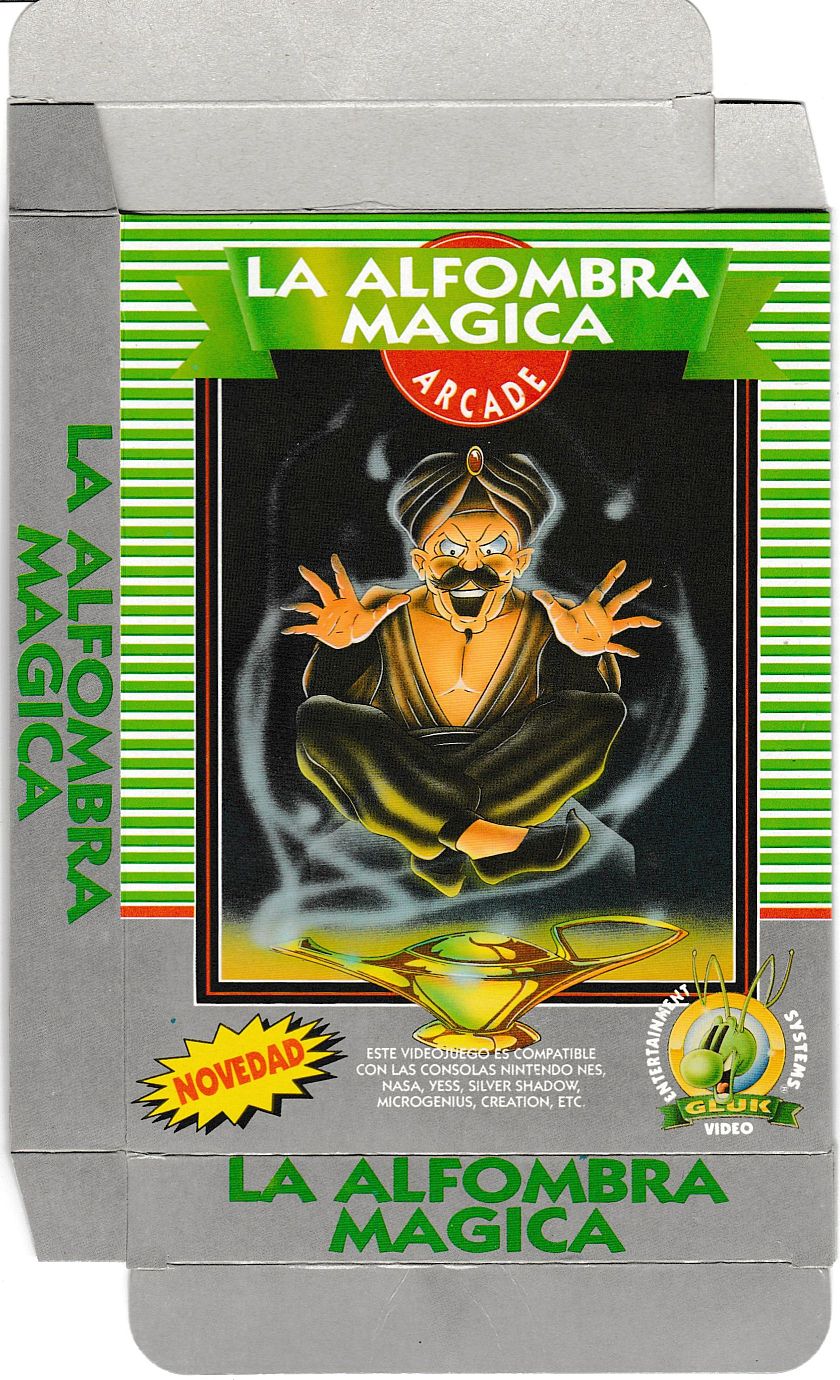 LA ALFOMBRA
MAGICA
ARCADE
LA ALFOMBRA
MAGICA
NOVEDAD
ESTE VIDEOJUEGO ES COMPATIBLE
CON LAS CONSOLAS NINTENDO NES,
NASA, YESS, SILVER SHADOW,
MICROGENIUS, CREATION, ETC.
ENTERTAINMENT
SYSTEMS®
GLUK
VIDEO
LA ALFOMBRA
MAGICA